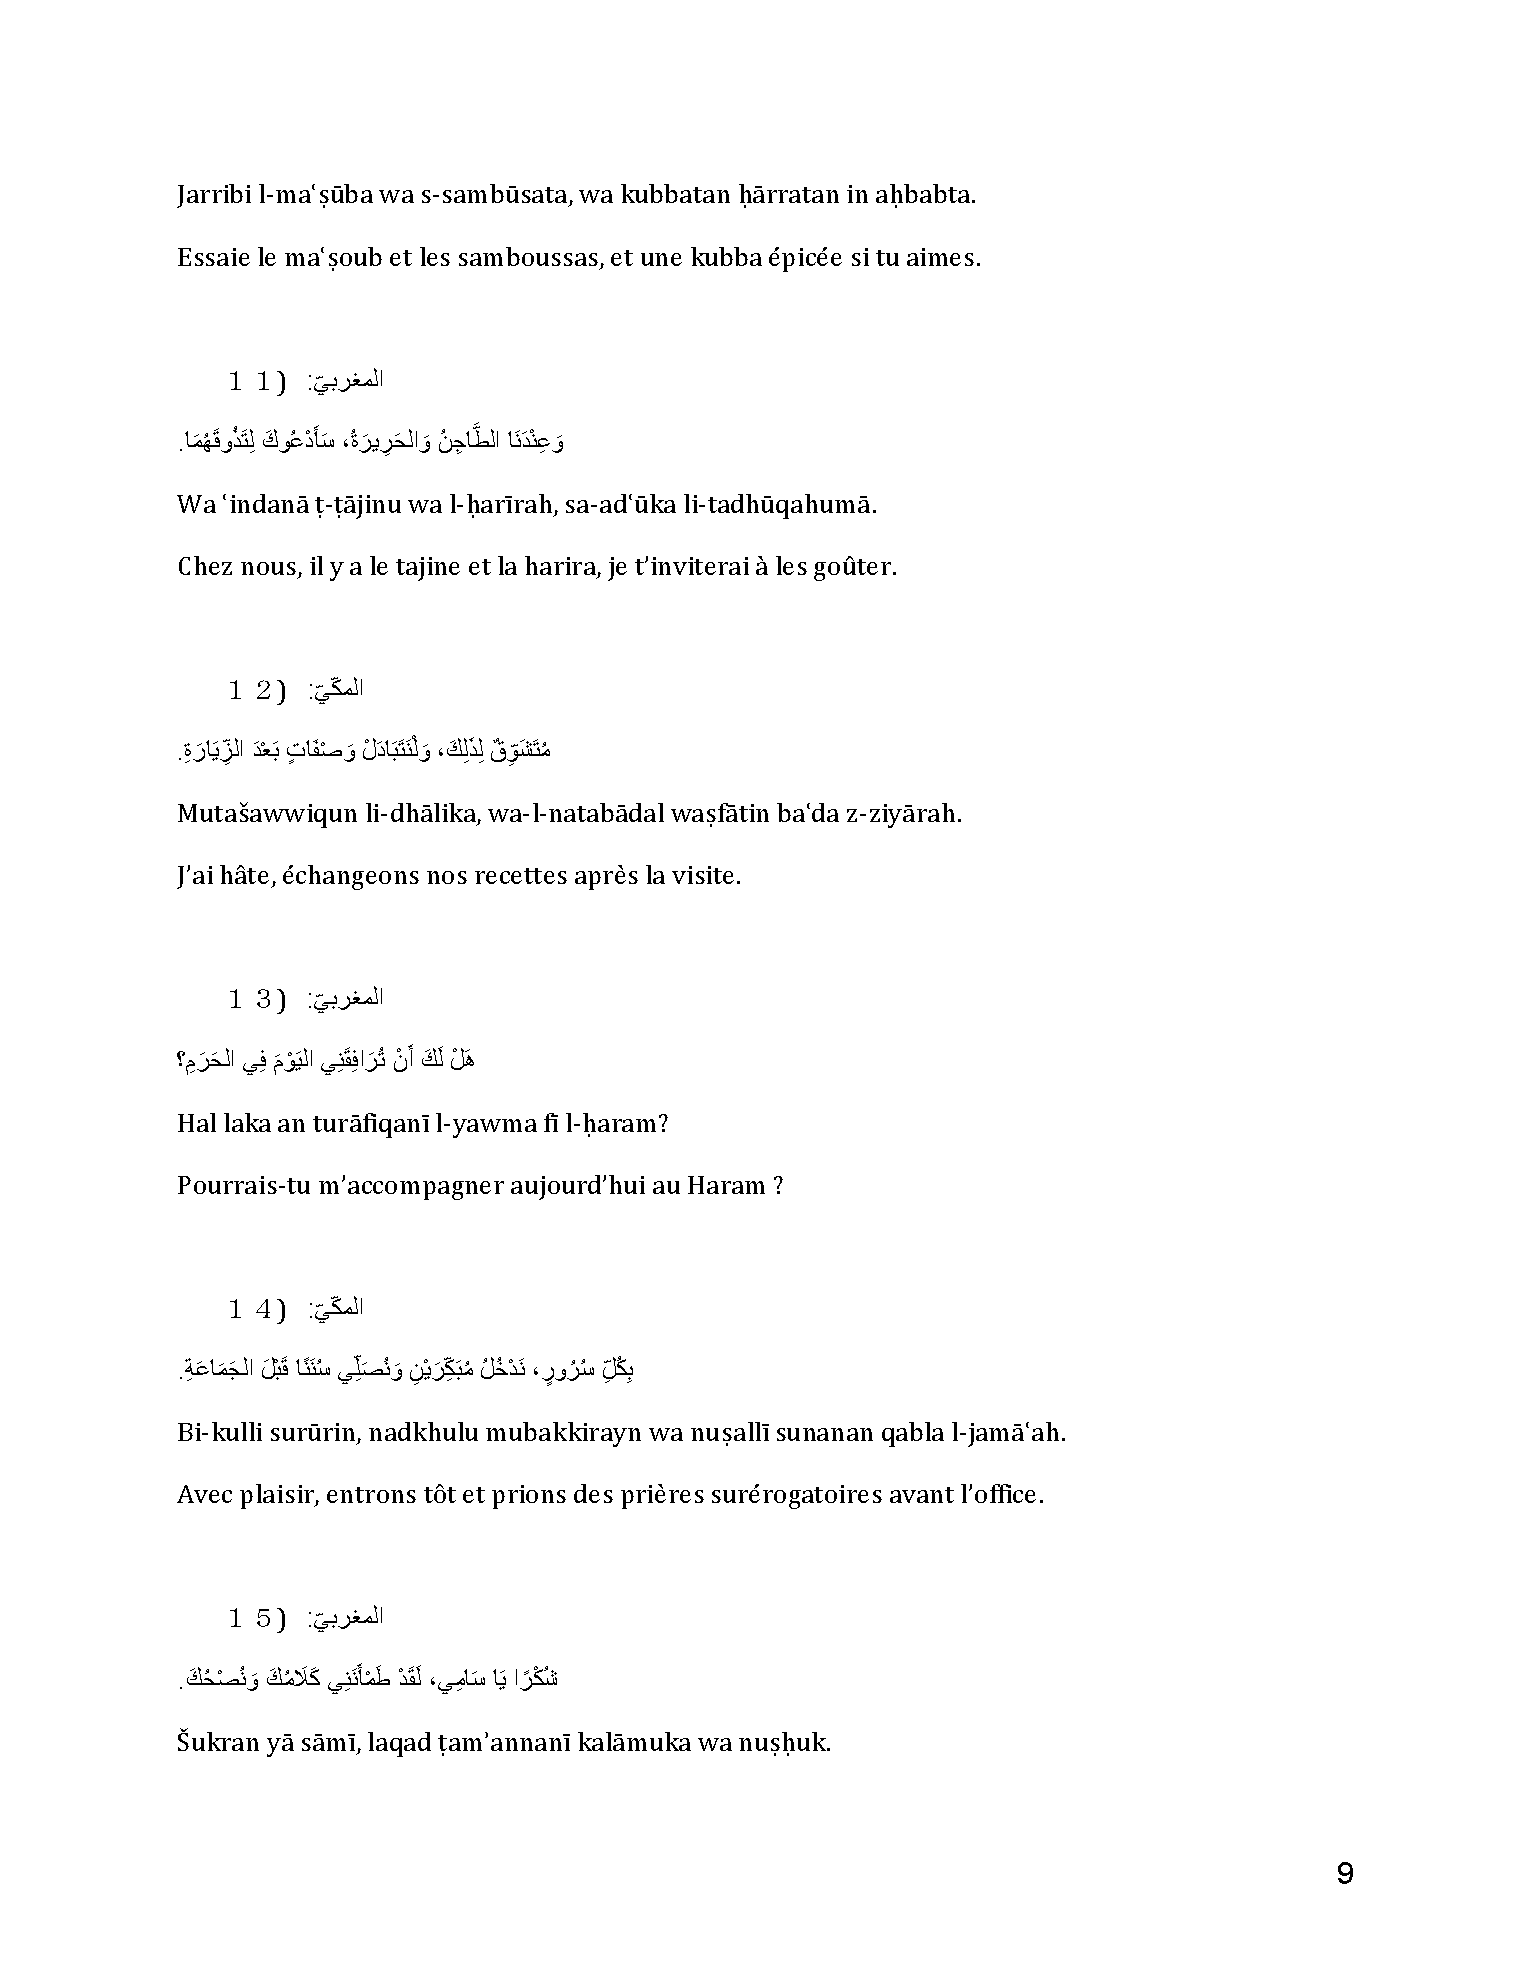 Jarribi l-maʿṣūba wa s-sambūsata, wa kubbatan ḥārratan in aḥbabta.
Essaie le maʿṣoub et les samboussas, et une kubba épicée si tu aimes.
11) المغربيّ:
وَعِنْدَنَا الطَّاجِنُ وَالحَرِيرَةُ، سَأَدْعُوكَ لِتَذُوقَهُمَا.
Wa ʿindanā ṭ-ṭājinu wa l-ḥarīrah, sa-adʿūka li-tadhūqahumā.
Chez nous, il y a le tajine et la harira, je t’inviterai à les goûter.
12) المكّيّ:
مُتَشَوِّقٌ لِذَلِكَ، وَلْنَتَبَادَلْ وَصْفَاتٍ بَعْدَ الزِّيَارَةِ.
Mutašawwiqun li-dhālika, wa-l-natabādal waṣfātin baʿda z-ziyārah.
J’ai hâte, échangeons nos recettes après la visite.
13) المغربيّ:
هَلْ لَكَ أَنْ تُرَافِقَنِي اليَوْمَ فِي الحَرَمِ؟
Hal laka an turāfiqanī l-yawma fī l-ḥaram?
Pourrais-tu m’accompagner aujourd’hui au Haram ?
14) المكّيّ:
بِكُلِّ سُرُورٍ، نَدْخُلُ مُبَكِّرَيْنِ وَنُصَلِّي سُنَنًا قَبْلَ الجَمَاعَةِ.
Bi-kulli surūrin, nadkhulu mubakkirayn wa nuṣallī sunanan qabla l-jamāʿah.
Avec plaisir, entrons tôt et prions des prières surérogatoires avant l’office.
15) المغربيّ:
شُكْرًا يَا سَامِي، لَقَدْ طَمْأَنَنِي كَلَامُكَ وَنُصْحُكَ.
Šukran yā sāmī, laqad ṭam’annanī kalāmuka wa nuṣḥuk.
9